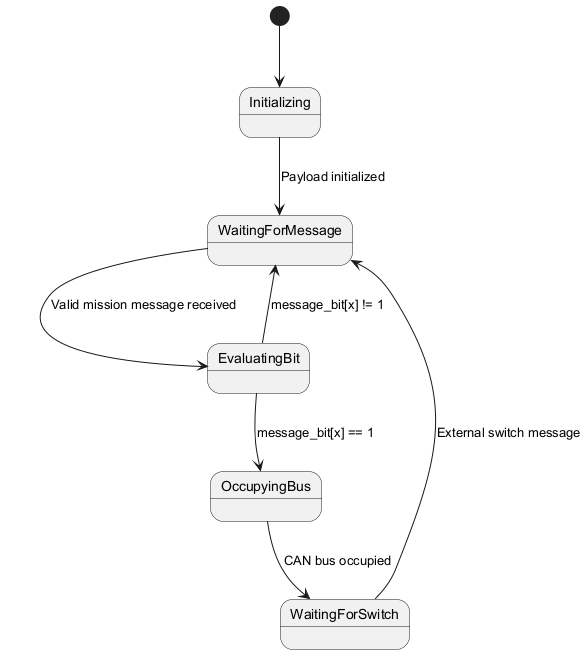 Initializing
Payload initialized
WaitingForMessage
Valid mission message received
message_bit[x] != 1
EvaluatingBit
message_bit[x] == 1
External switch message
OccupyingBus
CAN bus occupied
WaitingForSwitch